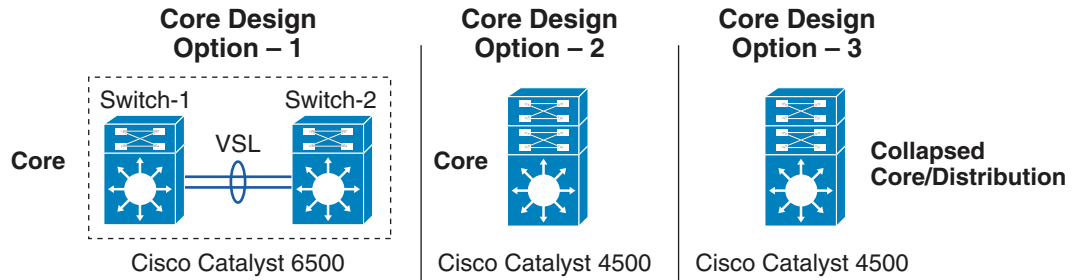 Core Design
Option – 1
Core Design
Option – 2
Core Design
Option – 3
Switch-1
Switch-2
VSL
Core
Core
Collapsed
Core/Distribution
Cisco Catalyst 6500
Cisco Catalyst 4500
Cisco Catalyst 4500